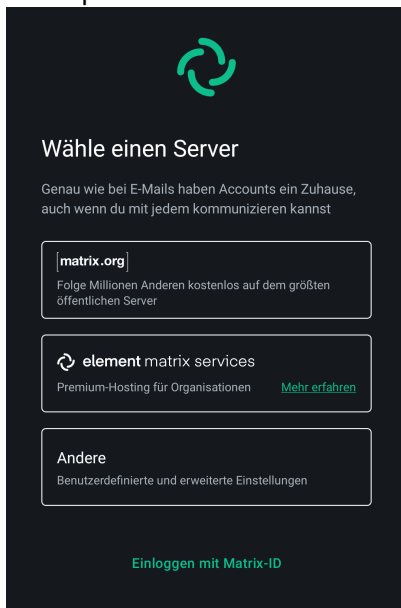 Wähle einen Server
Genau wie bei E-Mails haben Accounts ein Zuhause,
auch wenn du mit jedem kommunizieren kannst
[matrix.org]
Folge Millionen Anderen kostenlos auf dem größten
öffentlichen Server
element matrix services
Premium-Hosting für Organisationen Mehr erfahren
Andere
Benutzerdefinierte und erweiterte Einstellungen
Einloggen mit Matrix-ID